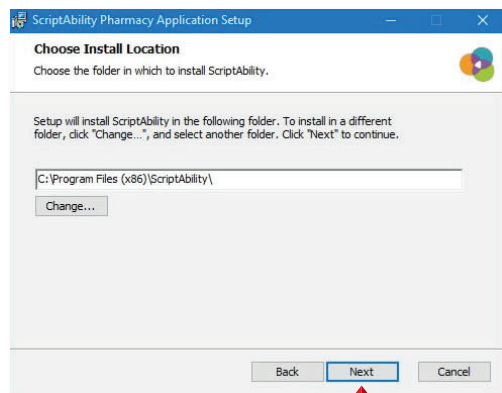 ScriptAbility Pharmacy Application Setup
Choose Install Location
Choose the folder in which to install ScriptAbility.
Setup will install ScriptAbility in the following folder. To install in a different
folder, click "Change...", and select another folder. Click "Next" to continue.
C:\Program Files (x86)\ScriptAbility\
Change...
Back Next Cancel